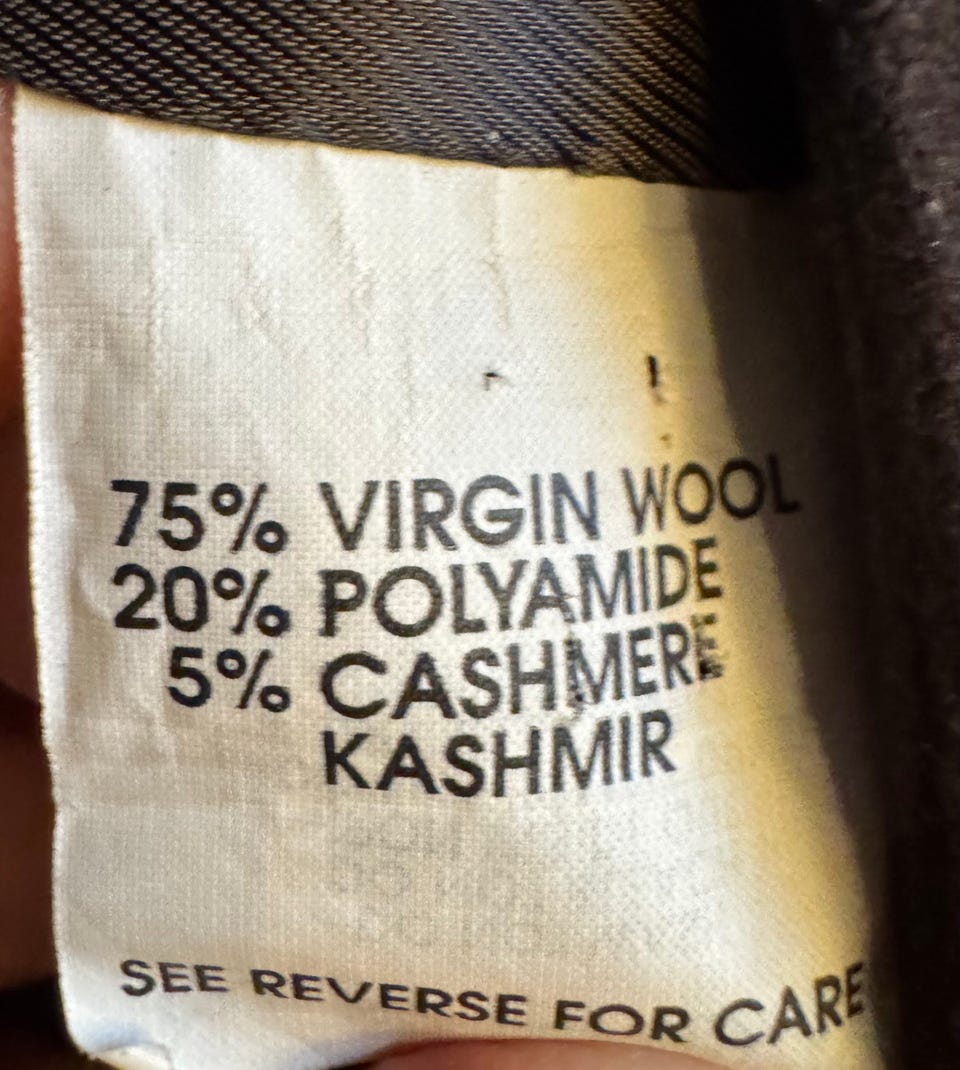 75% VIRGIN WOOL
20% POLYAMIDE
5% CASHMERE
KASHMIR
SEE REVERSE FOR CARE